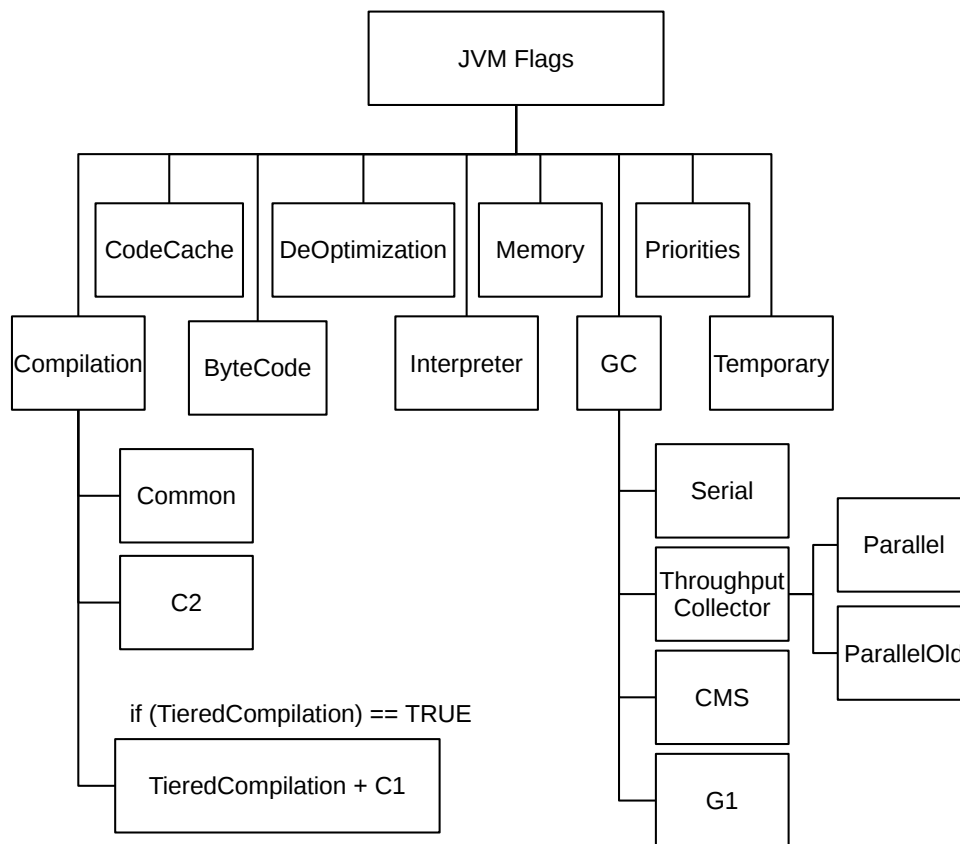 JVM Flags
CodeCache
DeOptimization
Memory
Priorities
Compilation
ByteCode
Interpreter
GC
Temporary
Common
C2
if (TieredCompilation) == TRUE
TieredCompilation + C1
Serial
Throughput
Collector
CMS
G1
Parallel
ParallelOld